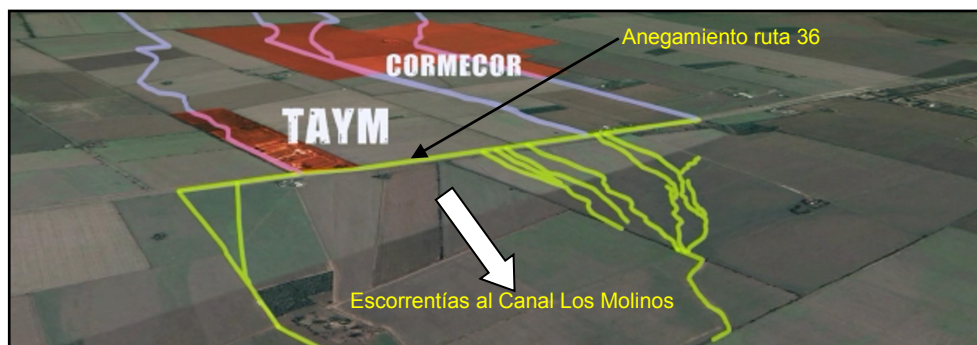 Anegamiento ruta 36
CORMECOR
TAYM
Escorrentías al Canal Los Molinos